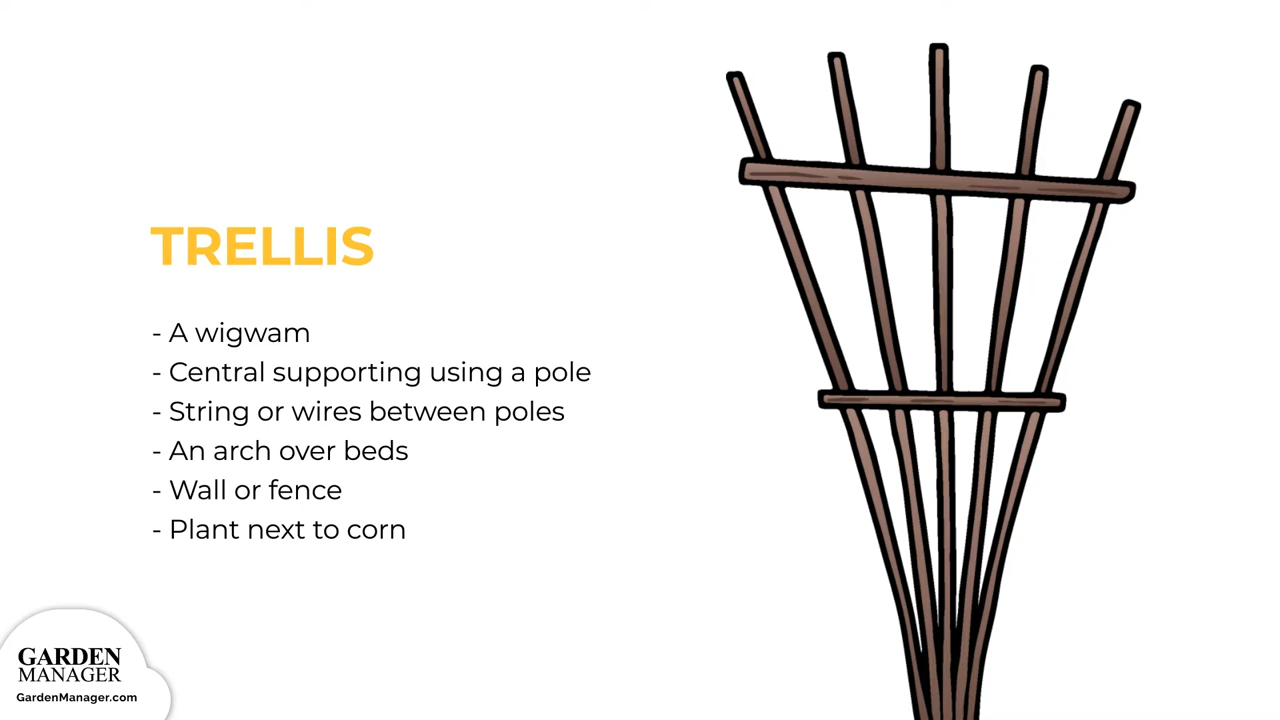 TRELLIS
- A wigwam
- Central supporting using a pole
- String or wires between poles
- An arch over beds
- Wall or fence
- Plant next to corn
GARDEN
MANAGER
GardenManager.com